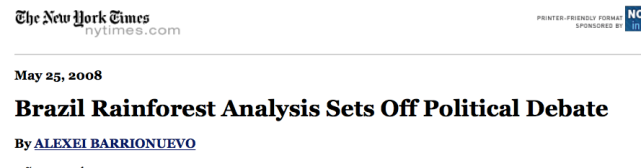 The New York Times
nytimes.com
PRINTER-FRIENDLY FORMAT
SPONSORED BY
May 25, 2008
Brazil Rainforest Analysis Sets Off Political Debate
By ALEXEI BARRIONUEVO